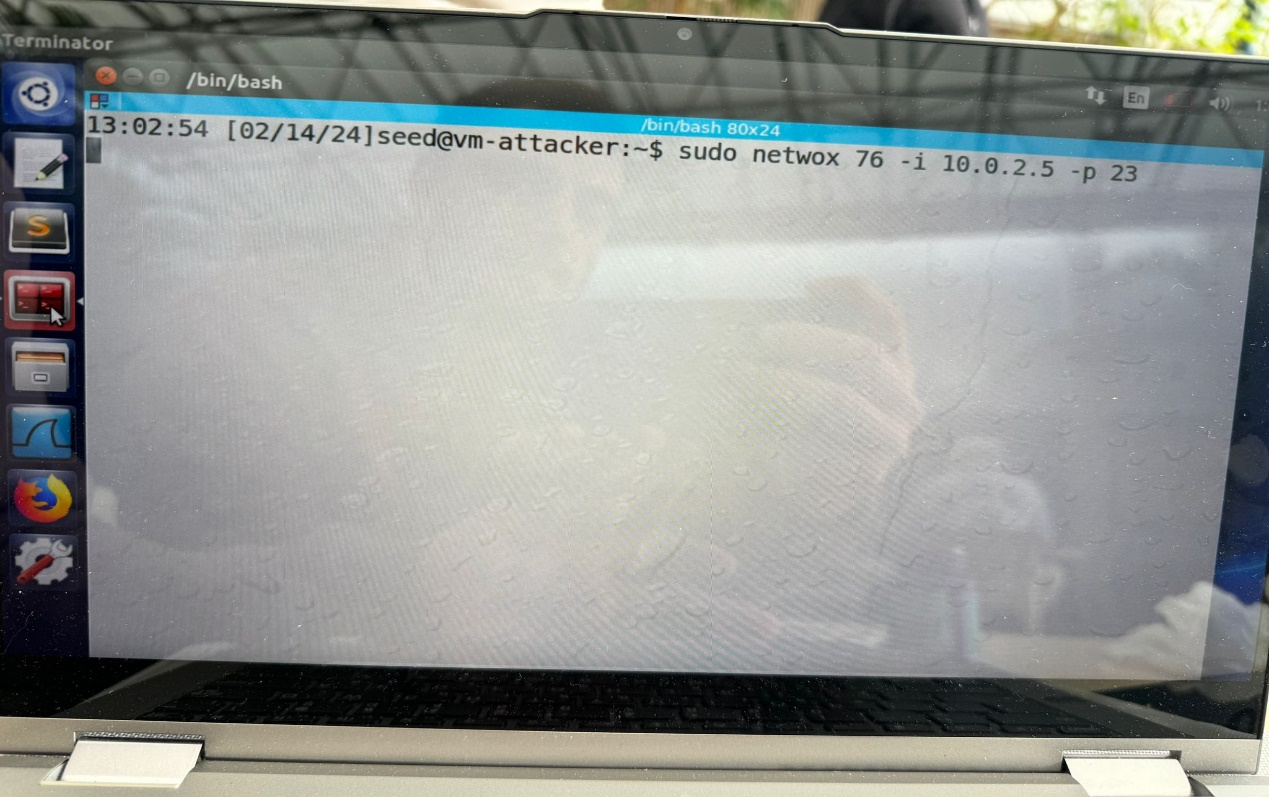 Terminator
/bin/bash
En
/bin/bash 80x24
13:02:54 [02/14/24]seed@vm-attacker:~$ sudo netwox 76 -i 10.0.2.5 -p 23